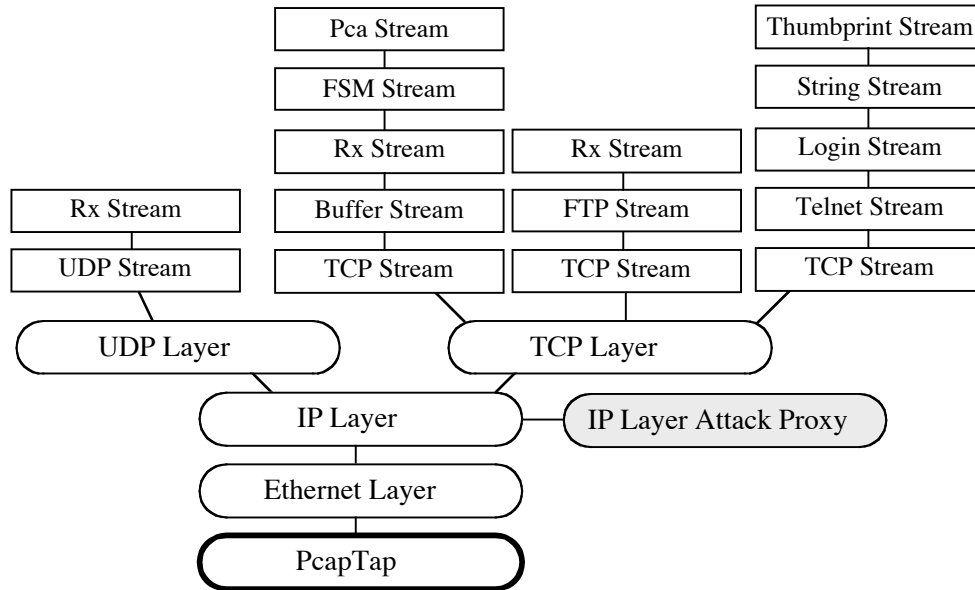 Pca Stream
Thumbprint Stream
FSM Stream
String Stream
Rx Stream
Rx Stream
Login Stream
Rx Stream
Buffer Stream
FTP Stream
Telnet Stream
UDP Stream
TCP Stream
TCP Stream
TCP Stream
UDP Layer
TCP Layer
IP Layer
IP Layer Attack Proxy
Ethernet Layer
PcapTap